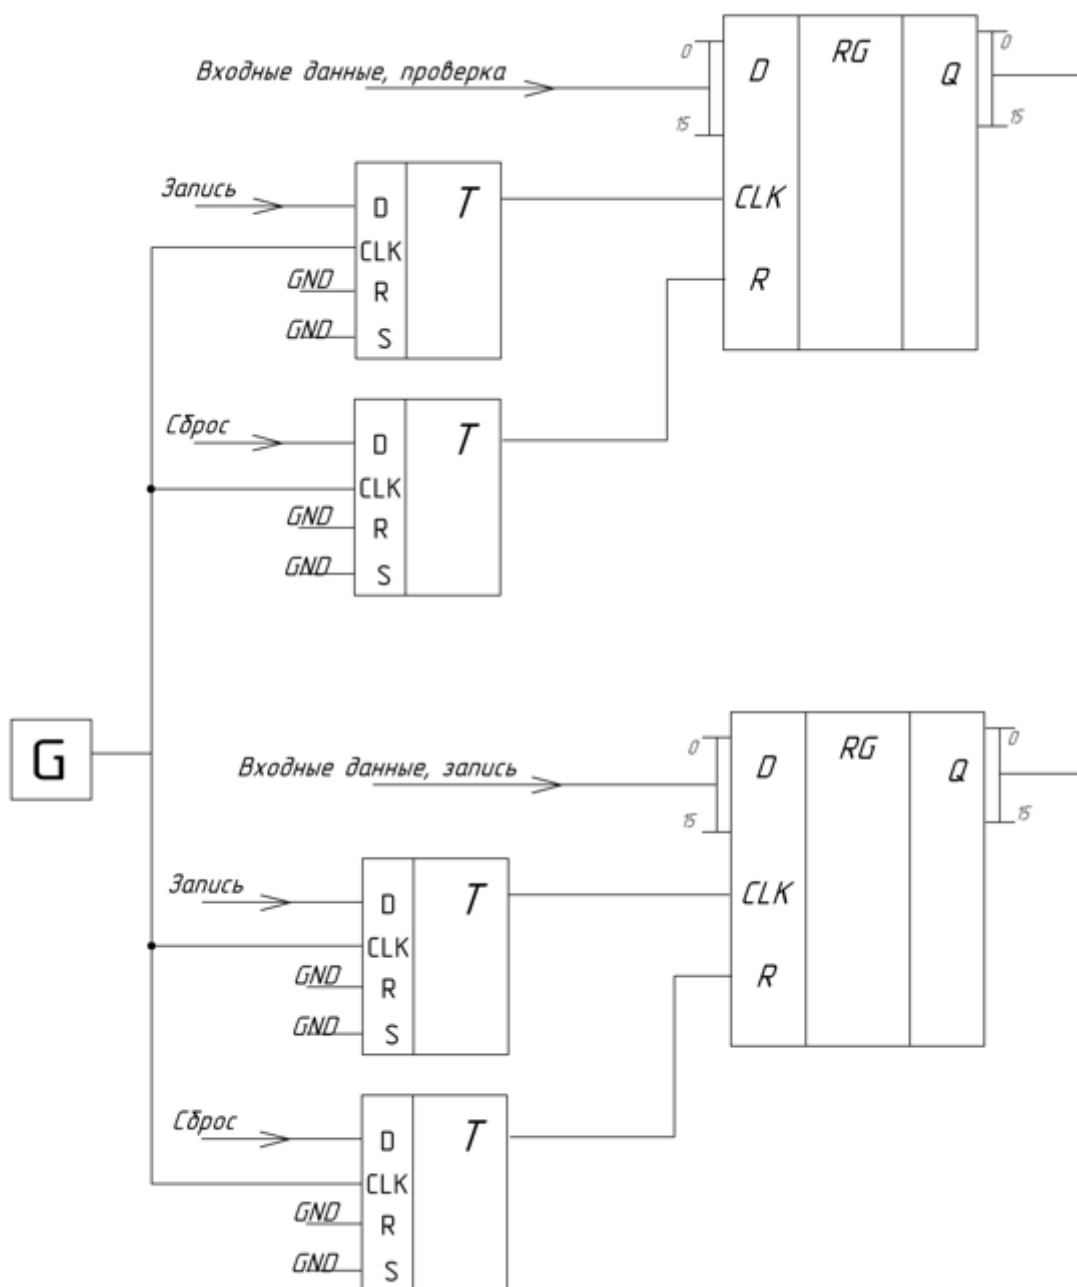 0
RG
D
Q
0
Входные данные, проверка
15
15
Запись
D
T
CLK
CLK
GND
R
R
GND
S
Сброс
D
T
CLK
GND
R
GND
S
G
0
RG
D
Q
0
Входные данные, запись
15
15
Запись
D
T
CLK
CLK
GND
R
R
GND
S
Сброс
D
T
CLK
GND
R
GND
S